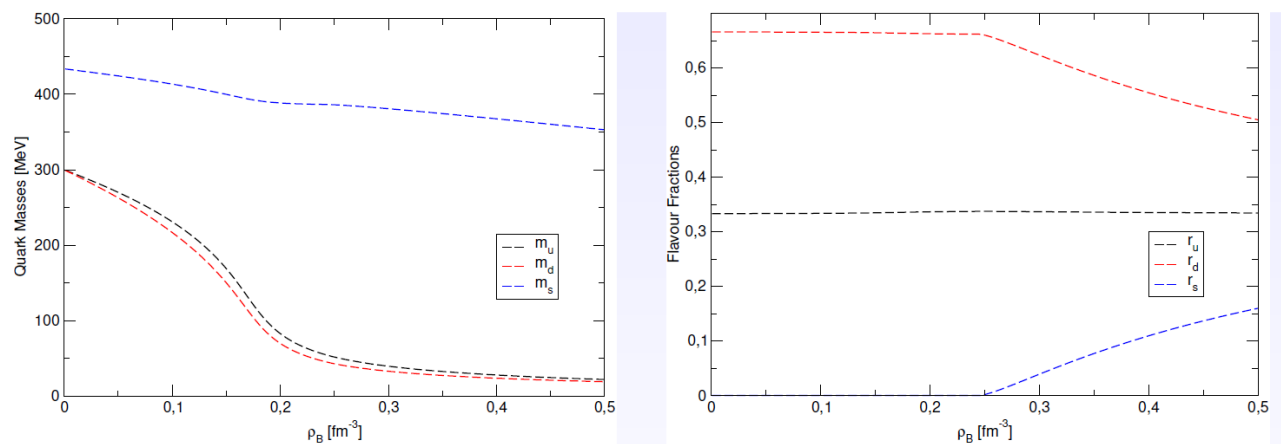 Quark Masses [MeV]
500
400
300
200
100
0
m_u
m_d
m_s
0 0,1 0,2 0,3 0,4 0,5
ρ_B [fm⁻³]
Flavour Fractions
0,6
0,5
0,4
0,3
0,2
0,1
0
r_u
r_d
r_s
0 0,1 0,2 0,3 0,4 0,5
ρ_B [fm⁻³]